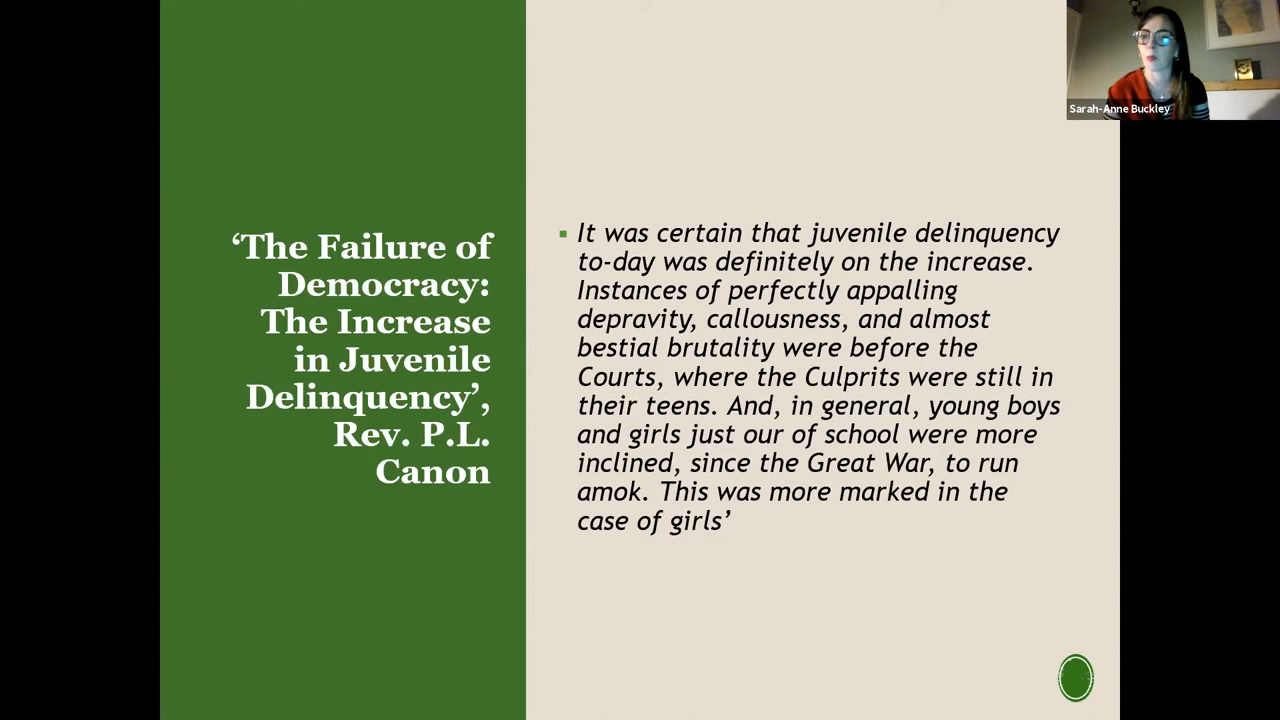 ‘The Failure of
Democracy:
The Increase
in Juvenile
Delinquency’,
Rev. P.L.
Canon
It was certain that juvenile delinquency
to-day was definitely on the increase.
Instances of perfectly appalling
depravity, callousness, and almost
bestial brutality were before the
Courts, where the Culprits were still in
their teens. And, in general, young boys
and girls just our of school were more
inclined, since the Great War, to run
amok. This was more marked in the
case of girls’
Sarah-Anne Buckley